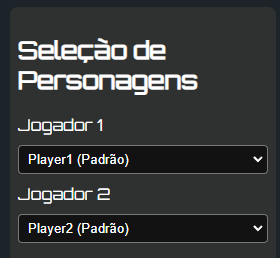 Seleção de
Personagens
Jogador 1
Player1 (Padrão)
Jogador 2
Player2 (Padrão)